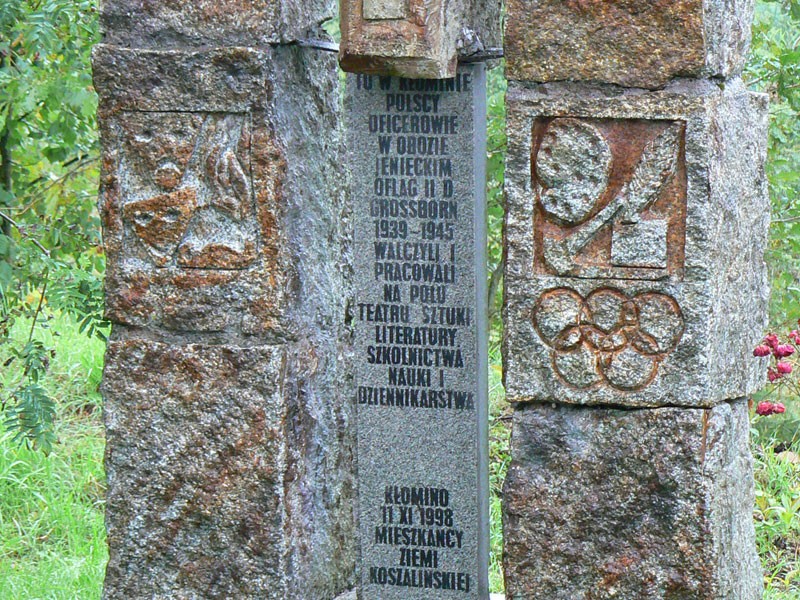 TU W KŁOMINIE
POLSCY
OFICEROWIE
W OBOZIE
JENIECKIM
OFLAG II D
GROSSBORN
1939-1945
WALCZYLI I
PRACOWALI
NA POLU
TEATRU SZTUKI
LITERATURY
SZKOLNICTWA
NAUKI I
DZIENNIKARSTWA
KŁOMINO
11 XI 1998
MIESZKAŃCY
ZIEMI
KOSZALIŃSKIEJ